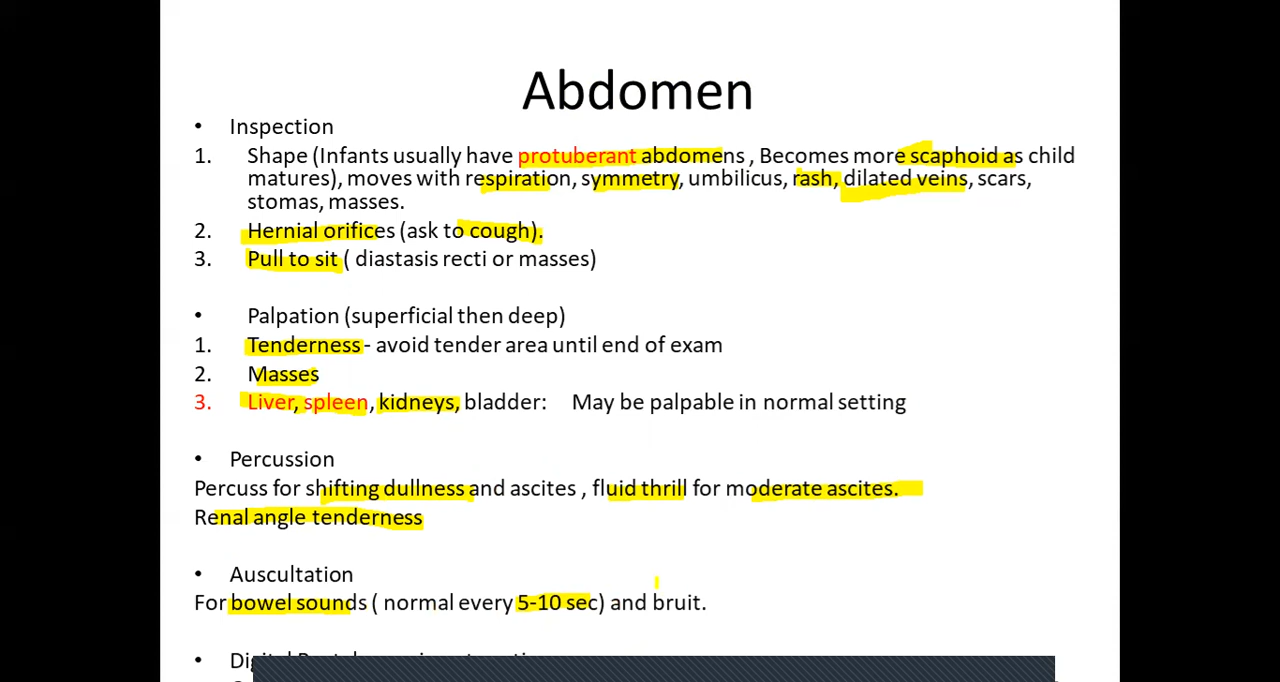 Abdomen
• Inspection
1. Shape (Infants usually have protuberant abdomens , Becomes more scaphoid as child
matures), moves with respiration, symmetry, umbilicus, rash, dilated veins, scars,
stomas, masses.
2. Hernial orifices (ask to cough).
3. Pull to sit ( diastasis recti or masses)
• Palpation (superficial then deep)
1. Tenderness- avoid tender area until end of exam
2. Masses
3. Liver, spleen, kidneys, bladder: May be palpable in normal setting
• Percussion
Percuss for shifting dullness and ascites , fluid thrill for moderate ascites.
Renal angle tenderness
• Auscultation
For bowel sounds ( normal every 5-10 sec) and bruit.
•